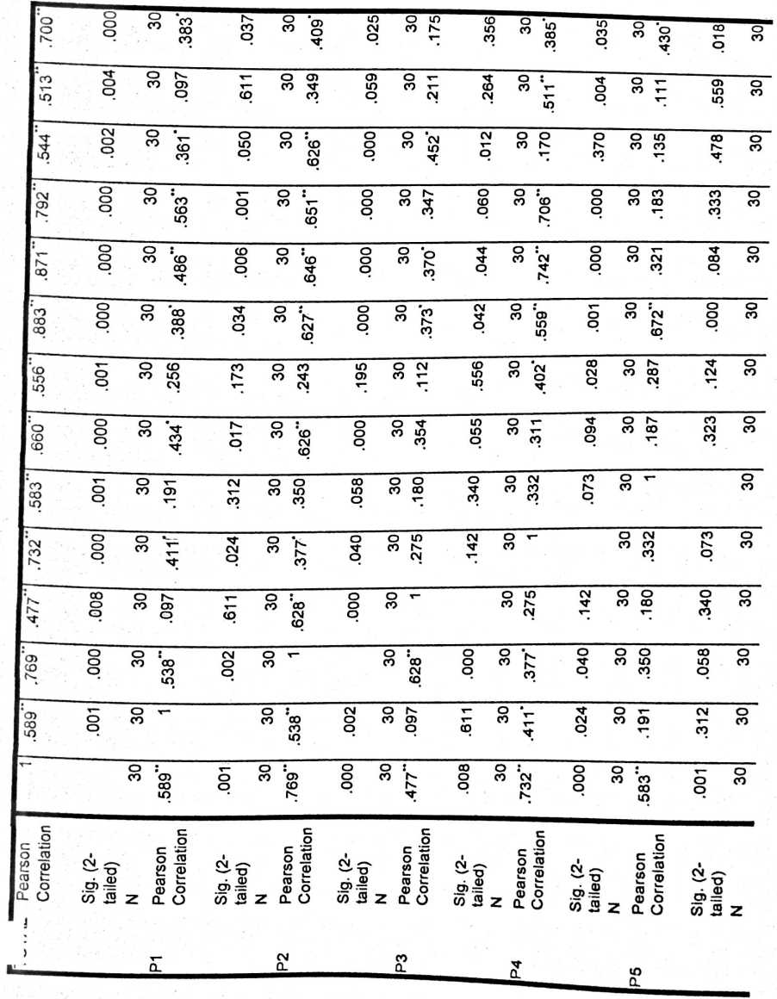 Pearson Correlation 1 .589** .769** .477** .732** .583** .660** .556** .883** .871** .792** .544** .513** .700**
Sig. (2-tailed) .001 .000 .008 .000 .001 .000 .001 .000 .000 .000 .002 .004 .000
N 30 30 30 30 30 30 30 30 30 30 30 30 30 30
P1 Pearson Correlation .589** 1 .538** .097 .411* .191 .434* .256 .388* .486** .563** .361* .097 .383*
Sig. (2-tailed) .001 .002 .611 .024 .312 .017 .173 .034 .006 .001 .050 .611 .037
N 30 30 30 30 30 30 30 30 30 30 30 30 30 30
P2 Pearson Correlation .769** .538** 1 .628** .377* .350 .626** .243 .627** .646** .651** .626** .349 .409*
Sig. (2-tailed) .000 .002 .000 .040 .058 .000 .195 .000 .000 .000 .000 .059 .025
N 30 30 30 30 30 30 30 30 30 30 30 30 30 30
P3 Pearson Correlation .477** .097 .628** 1 .275 .180 .354 .112 .373* .370* .347 .452* .211 .175
Sig. (2-tailed) .008 .611 .000 .142 .340 .055 .556 .042 .044 .060 .012 .264 .356
N 30 30 30 30 30 30 30 30 30 30 30 30 30 30
P4 Pearson Correlation .732** .411* .377* .275 1 .332 .311 .402* .559** .742** .706** .170 .511** .385*
Sig. (2-tailed) .000 .024 .040 .142 .073 .094 .028 .001 .000 .000 .370 .004 .035
N 30 30 30 30 30 30 30 30 30 30 30 30 30 30
P5 Pearson Correlation .583** .191 .350 .180 .332 1 .187 .287 .672** .321 .183 .135 .111 .430*
Sig. (2-tailed) .001 .312 .058 .340 .073 .323 .124 .000 .084 .333 .478 .559 .018
N 30 30 30 30 30 30 30 30 30 30 30 30 30 30